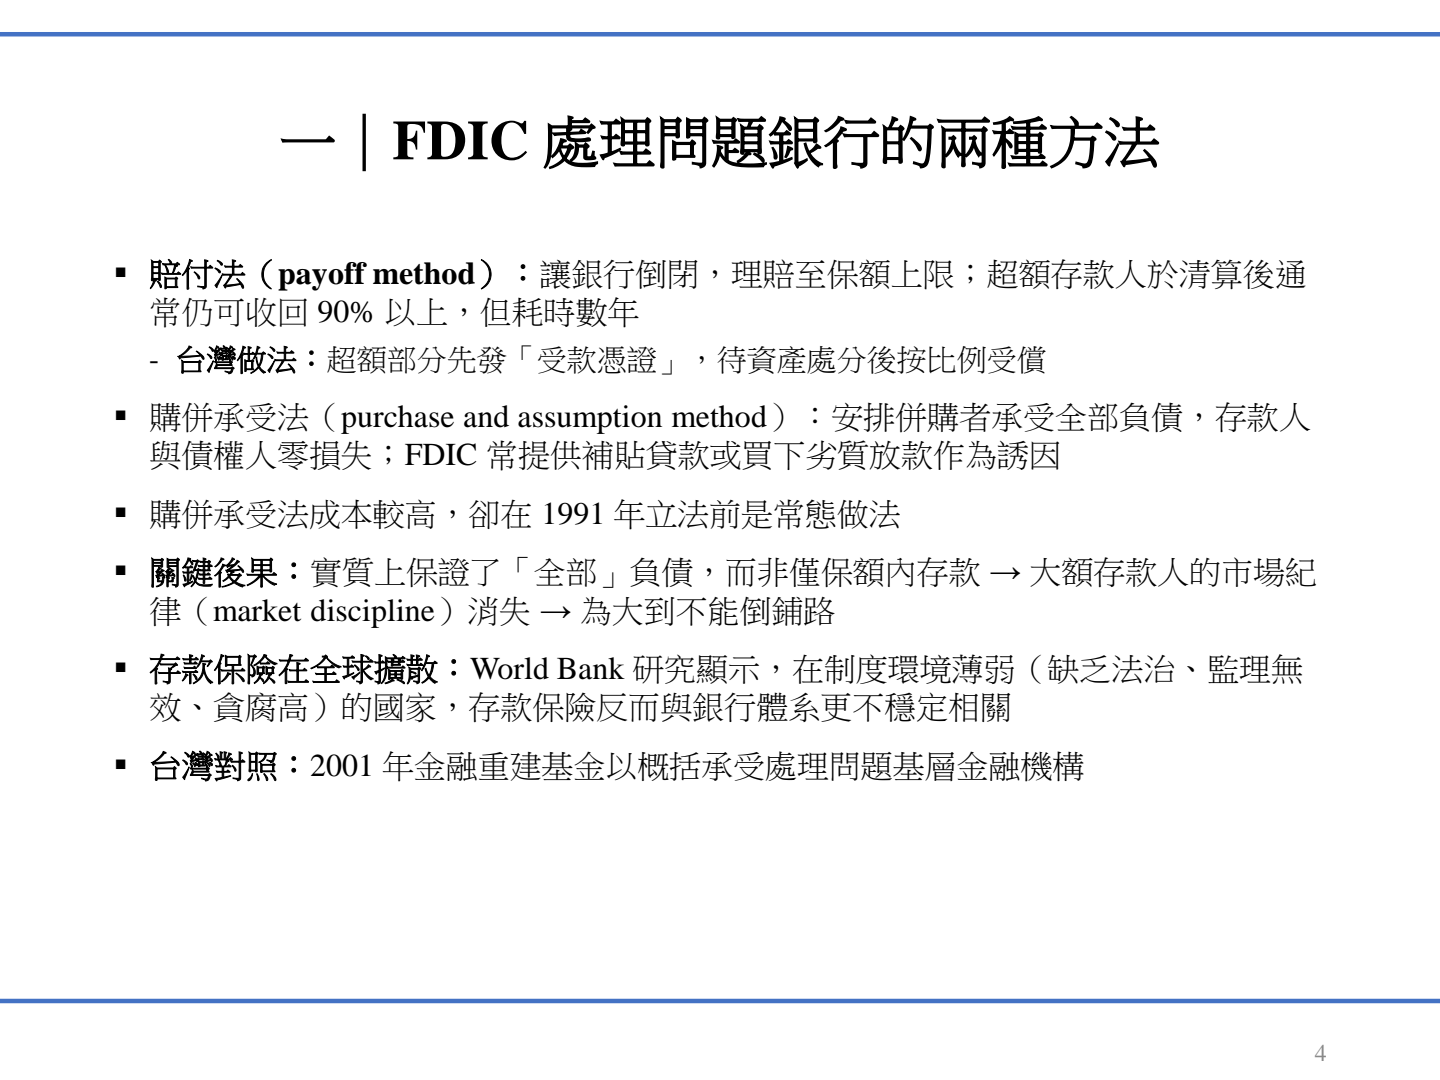 一｜FDIC 處理問題銀行的兩種方法
▪ 賠付法（payoff method）：讓銀行倒閉，理賠至保額上限；超額存款人於清算後通
常仍可收回 90% 以上，但耗時數年
- 台灣做法：超額部分先發「受款憑證」，待資產處分後按比例受償
▪ 購併承受法（purchase and assumption method）：安排併購者承受全部負債，存款人
與債權人零損失；FDIC 常提供補貼貸款或買下劣質放款作為誘因
▪ 購併承受法成本較高，卻在 1991 年立法前是常態做法
▪ 關鍵後果：實質上保證了「全部」負債，而非僅保額內存款 → 大額存款人的市場紀
律（market discipline）消失 → 為大到不能倒鋪路
▪ 存款保險在全球擴散：World Bank 研究顯示，在制度環境薄弱（缺乏法治、監理無
效、貪腐高）的國家，存款保險反而與銀行體系更不穩定相關
▪ 台灣對照：2001 年金融重建基金以概括承受處理問題基層金融機構
4